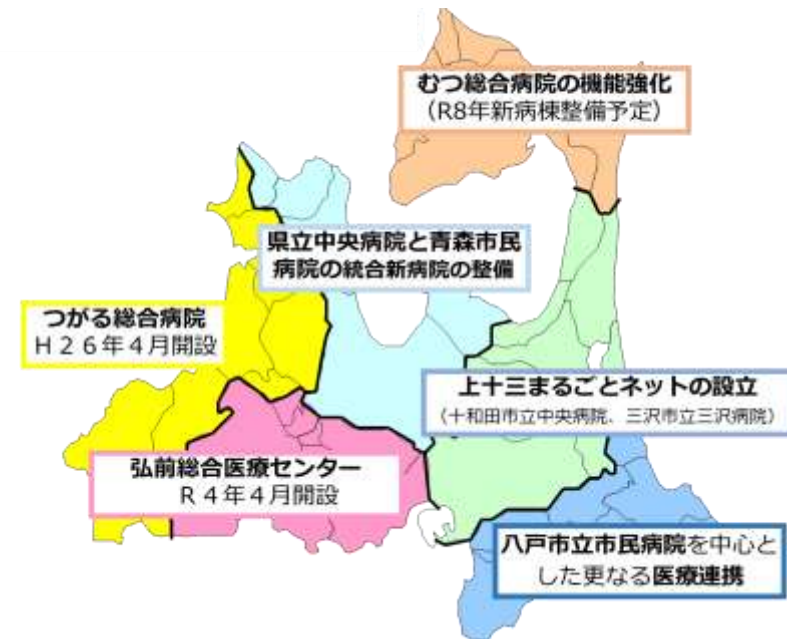 むつ総合病院の機能強化
（R8年新病棟整備予定）
県立中央病院と青森市民
病院の統合新病院の整備
つがる総合病院
Ｈ２６年４月開設
上十三まるごとネットの設立
（十和田市立中央病院、三沢市立三沢病院）
弘前総合医療センター
Ｒ４年４月開設
八戸市立市民病院を中心と
した更なる医療連携